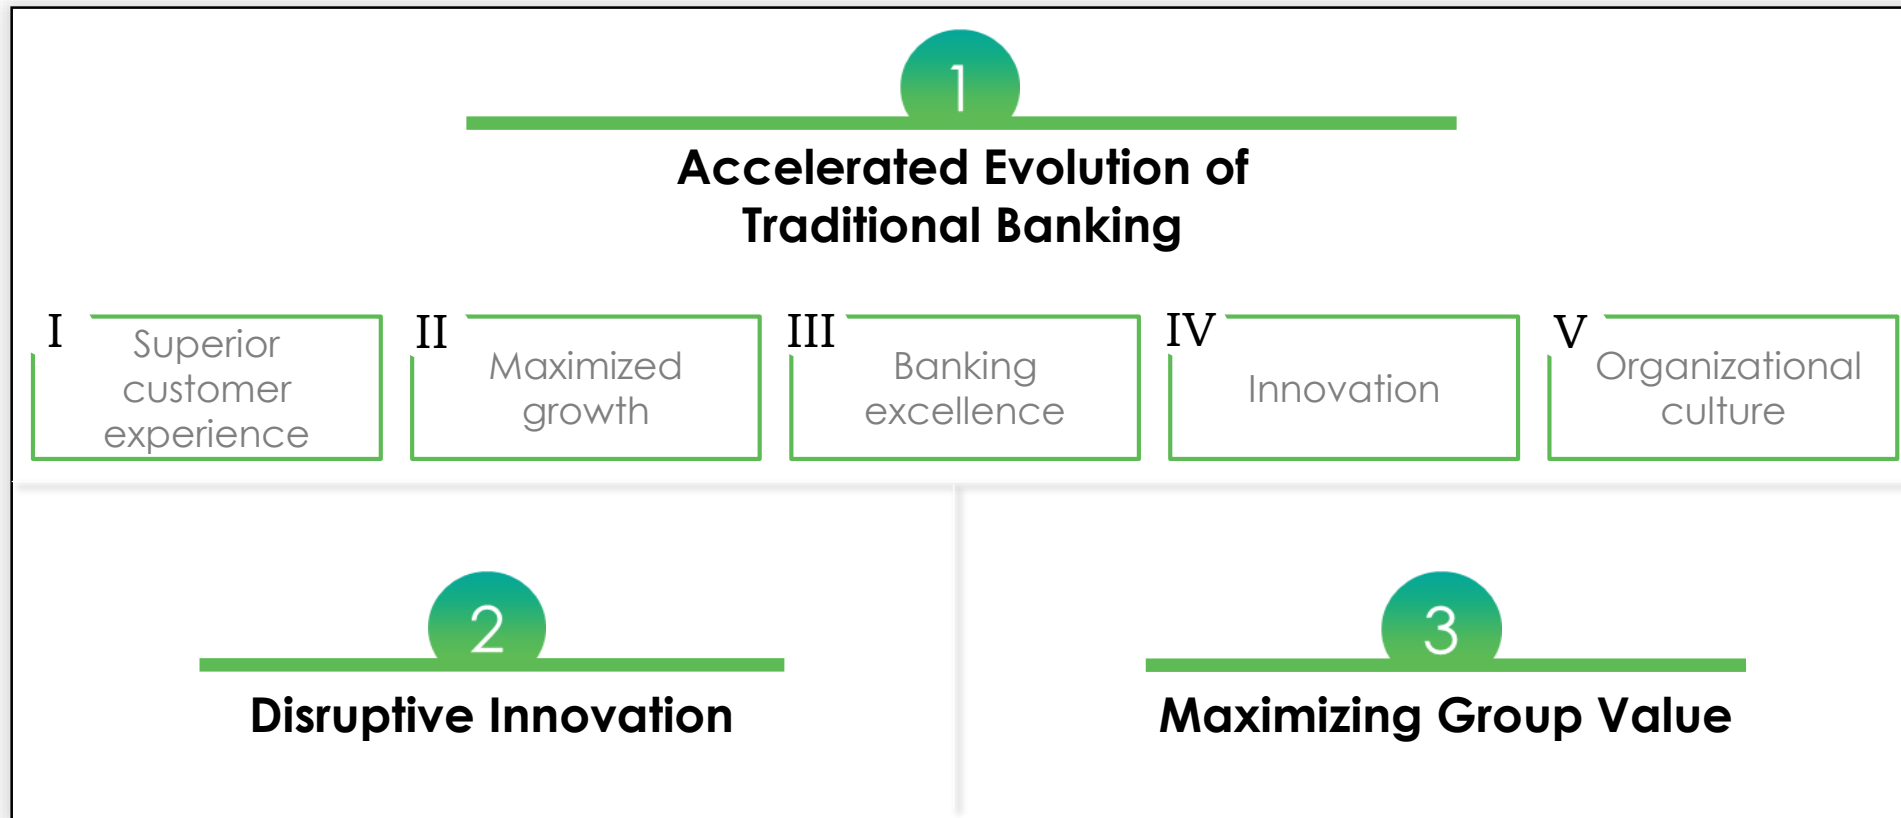 1
Accelerated Evolution of
Traditional Banking
I
Superior
customer
experience
II
Maximized
growth
III
Banking
excellence
IV
Innovation
V
Organizational
culture
2
Disruptive Innovation
3
Maximizing Group Value